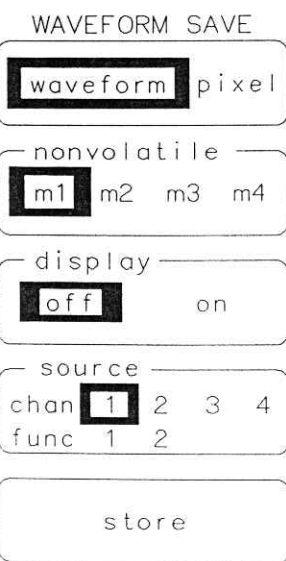 WAVEFORM SAVE
waveform pixel
nonvolatile
m1 m2 m3 m4
display
off on
source
chan 1 2 3 4
func 1 2
store